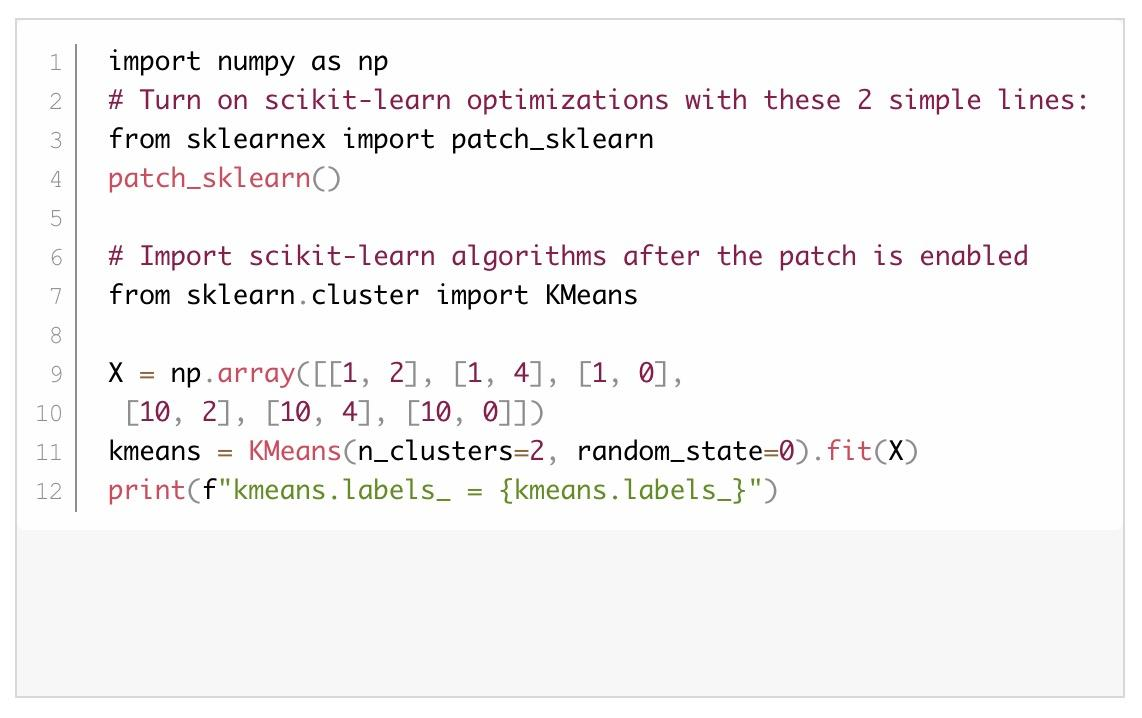 1 import numpy as np
2 # Turn on scikit-learn optimizations with these 2 simple lines:
3 from sklearnex import patch_sklearn
4 patch_sklearn()
5
6 # Import scikit-learn algorithms after the patch is enabled
7 from sklearn.cluster import KMeans
8
9 X = np.array([[1, 2], [1, 4], [1, 0],
10  [10, 2], [10, 4], [10, 0]])
11 kmeans = KMeans(n_clusters=2, random_state=0).fit(X)
12 print(f"kmeans.labels_ = {kmeans.labels_}")